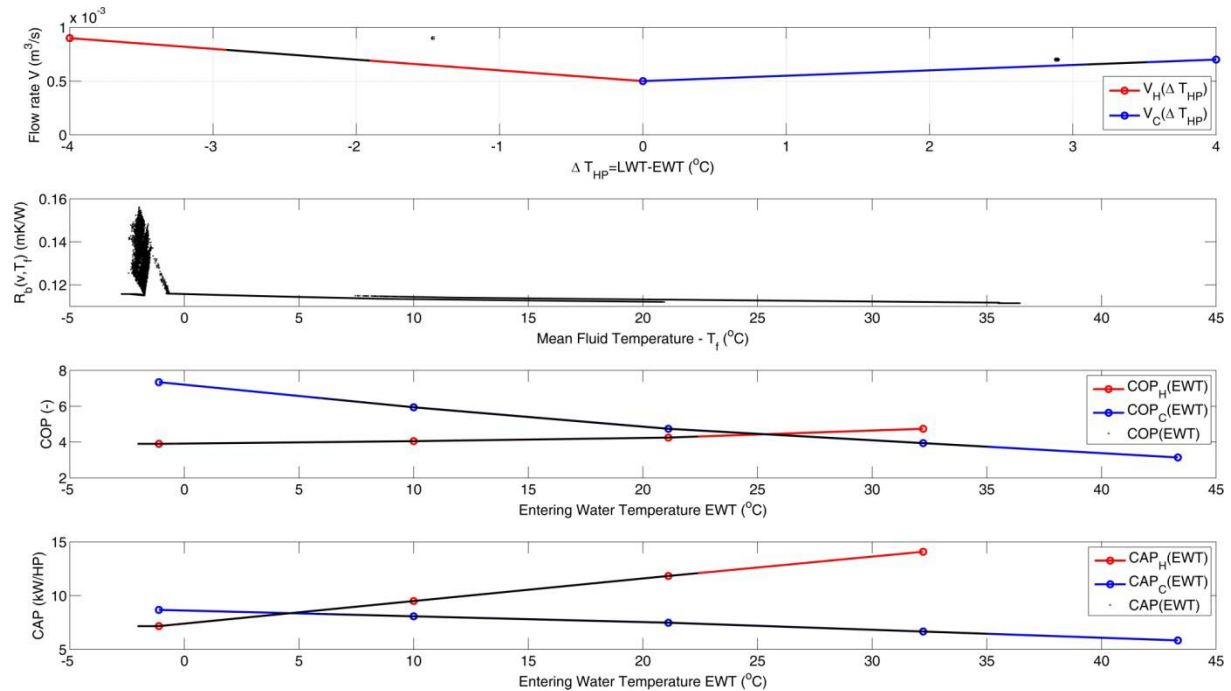 x 10⁻³
1
0.5
0
Flow rate V (m³/s)
-4 -3 -2 -1 0 1 2 3 4
Δ T_HP=LWT-EWT (°C)
V_H(Δ T_HP)
V_C(Δ T_HP)
0.16
0.14
0.12
R_b(v,T_f) (mK/W)
-5 0 5 10 15 20 25 30 35 40 45
Mean Fluid Temperature - T_f (°C)
8
6
4
2
COP (-)
-5 0 5 10 15 20 25 30 35 40 45
Entering Water Temperature EWT (°C)
COP_H(EWT)
COP_C(EWT)
COP(EWT)
15
10
5
CAP (kW/HP)
-5 0 5 10 15 20 25 30 35 40 45
Entering Water Temperature EWT (°C)
CAP_H(EWT)
CAP_C(EWT)
CAP(EWT)